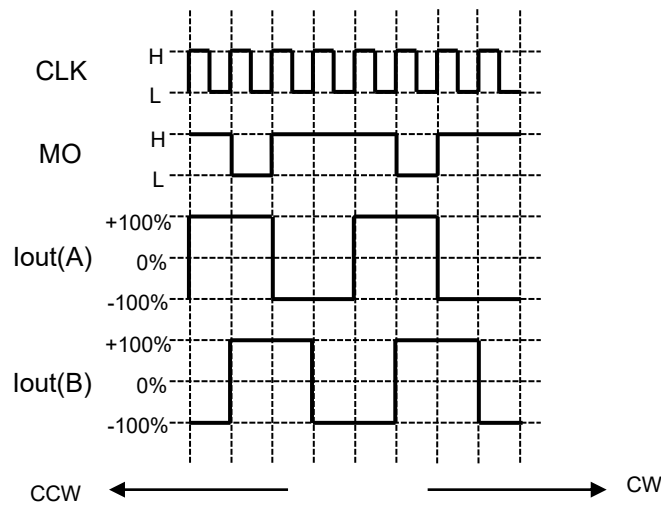 CLK
H
L
MO
H
L
Iout(A)
+100%
0%
-100%
Iout(B)
+100%
0%
-100%
CCW
CW